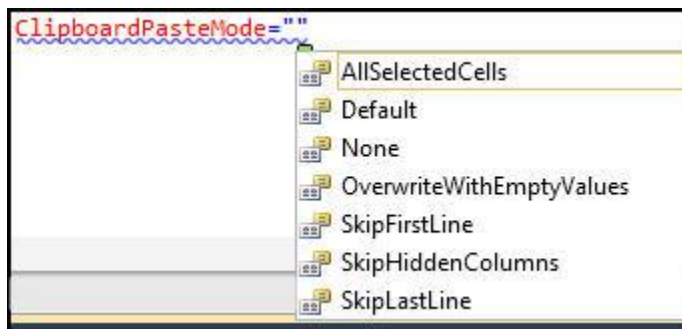 ClipboardPasteMode=""
AllSelectedCells
Default
None
OverwriteWithEmptyValues
SkipFirstLine
SkipHiddenColumns
SkipLastLine